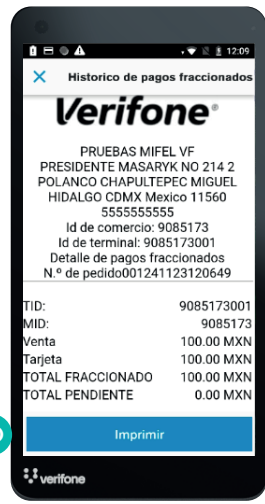 12:09
Historico de pagos fraccionados
Verifone®
PRUEBAS MIFEL VF
PRESIDENTE MASARYK NO 214 2
POLANCO CHAPULTEPEC MIGUEL
HIDALGO CDMX Mexico 11560
5555555555
Id de comercio: 9085173
Id de terminal: 9085173001
Detalle de pagos fraccionados
N.º de pedido001241123120649
TID: 9085173001
MID: 9085173
Venta 100.00 MXN
Tarjeta 100.00 MXN
TOTAL FRACCIONADO 100.00 MXN
TOTAL PENDIENTE 0.00 MXN
Imprimir
verifone